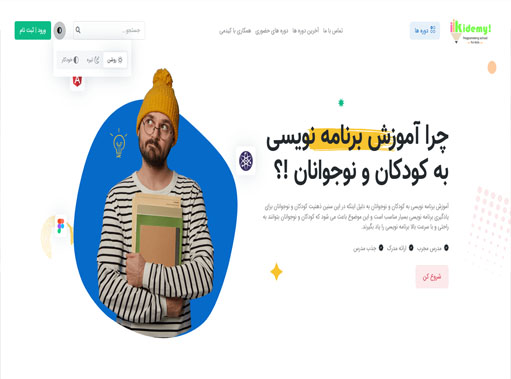 Kidemy!
Programming school
For Kids
دوره ها
تماس با ما
آخرین دوره ها
دوره های حضوری
همکاری با کیدمی
جستجو...
ورود | ثبت نام
روشن
تیره
خودکار
چرا آموزش برنامه نویسی
به کودکان و نوجوانان !؟
آموزش برنامه نویسی به کودکان و نوجوانان به دلیل اینکه در این سنین ذهنیت کودکان و نوجوانان برای
یادگیری برنامه نویسی بسیار مناسب است و این موضوع باعث می شود که کودکان و نوجوانان بتوانند به
راحتی و با سرعت بالا برنامه نویسی را یاد بگیرند.
مدرس مجرب
ارائه مدرک
جذب مدرس
شروع کن